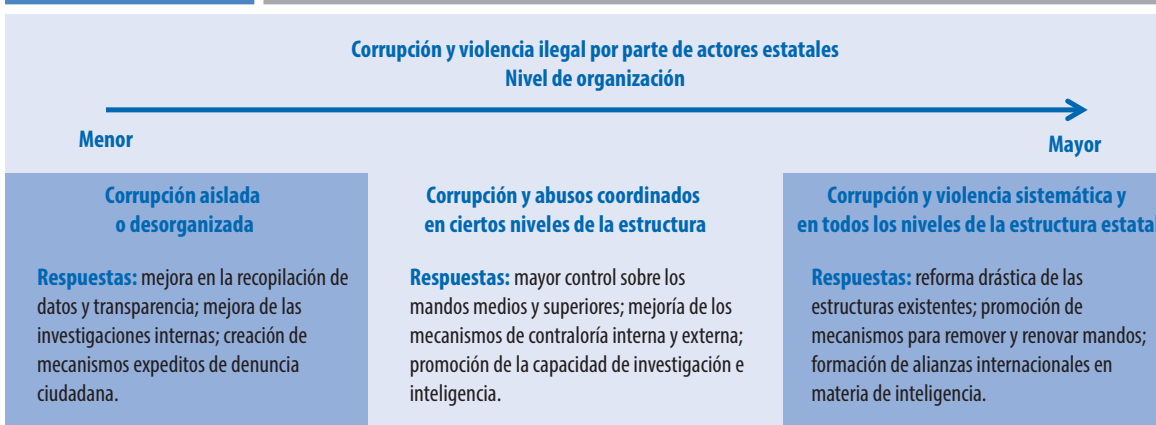 Corrupción y violencia ilegal por parte de actores estatales
Nivel de organización
Menor
Mayor
Corrupción aislada
o desorganizada
Respuestas: mejora en la recopilación de
datos y transparencia; mejora de las
investigaciones internas; creación de
mecanismos expeditos de denuncia
ciudadana.
Corrupción y abusos coordinados
en ciertos niveles de la estructura
Respuestas: mayor control sobre los
mandos medios y superiores; mejoría de los
mecanismos de contraloría interna y externa;
promoción de la capacidad de investigación e
inteligencia.
Corrupción y violencia sistemática y
en todos los niveles de la estructura estatal
Respuestas: reforma drástica de las
estructuras existentes; promoción de
mecanismos para remover y renovar mandos;
formación de alianzas internacionales en
materia de inteligencia.